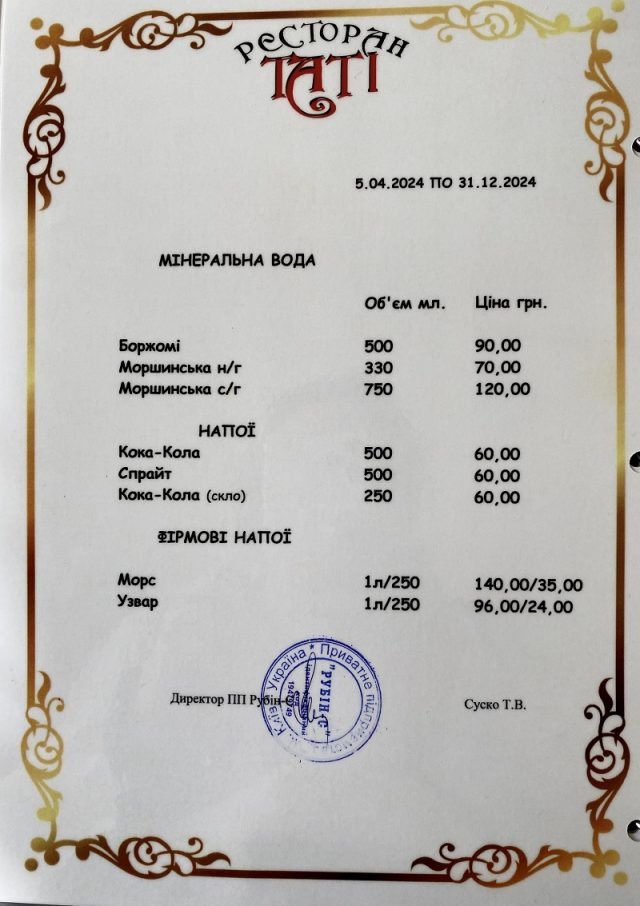 РЕСТОРАН
ТАТІ
5.04.2024 ПО 31.12.2024
МІНЕРАЛЬНА ВОДА
Об'єм мл. Ціна грн.
Боржомі 500 90,00
Моршинська н/г 330 70,00
Моршинська с/г 750 120,00
НАПОЇ
Кока-Кола 500 60,00
Спрайт 500 60,00
Кока-Кола (скло) 250 60,00
ФІРМОВІ НАПОЇ
Морс 1л/250 140,00/35,00
Узвар 1л/250 96,00/24,00
Директор ПП Рубін-С Суско Т.В.
Київ Україна * Приватне підприємство
"РУБІН-С"